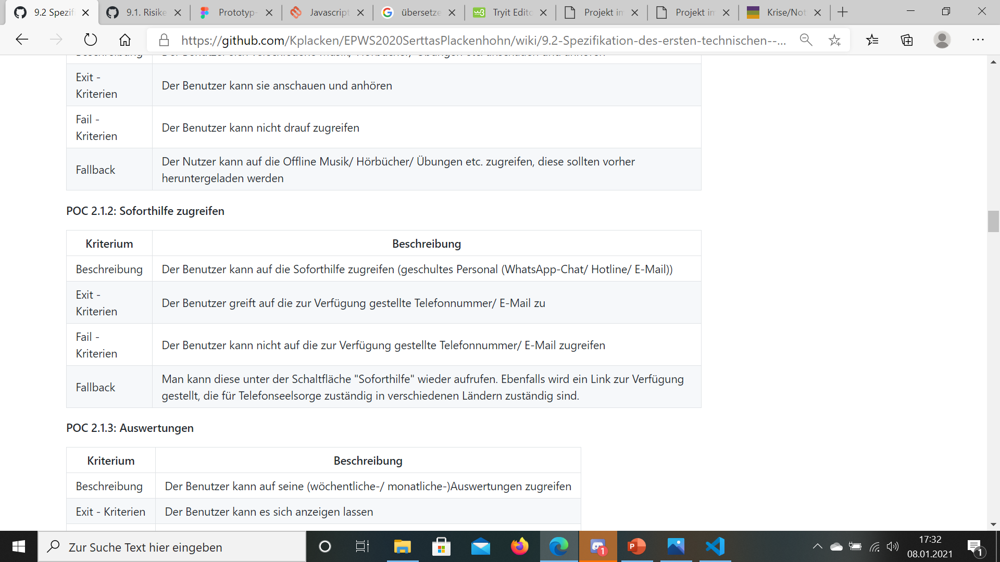 9.2 Spezifi
9.1. Risike
Prototyp-
Javascript
übersetze
Tryit Edito
Projekt im
Projekt im
Krise/Not
https://github.com/Kplacken/EPWS2020SerttasPlackenhohn/wiki/9.2-Spezifikation-des-ersten-technischen--...
Exit -
Kriterien
Der Benutzer kann sie anschauen und anhören
Fail -
Kriterien
Der Benutzer kann nicht drauf zugreifen
Fallback
Der Nutzer kann auf die Offline Musik/ Hörbücher/ Übungen etc. zugreifen, diese sollten vorher
heruntergeladen werden
POC 2.1.2: Soforthilfe zugreifen
Kriterium
Beschreibung
Beschreibung
Der Benutzer kann auf die Soforthilfe zugreifen (geschultes Personal (WhatsApp-Chat/ Hotline/ E-Mail))
Exit -
Kriterien
Der Benutzer greift auf die zur Verfügung gestellte Telefonnummer/ E-Mail zu
Fail -
Kriterien
Der Benutzer kann nicht auf die zur Verfügung gestellte Telefonnummer/ E-Mail zugreifen
Fallback
Man kann diese unter der Schaltfläche "Soforthilfe" wieder aufrufen. Ebenfalls wird ein Link zur Verfügung
gestellt, die für Telefonseelsorge zuständig in verschiedenen Ländern zuständig sind.
POC 2.1.3: Auswertungen
Kriterium
Beschreibung
Beschreibung
Der Benutzer kann auf seine (wöchentliche-/ monatliche-)Auswertungen zugreifen
Exit - Kriterien
Der Benutzer kann es sich anzeigen lassen
Zur Suche Text hier eingeben
1
17:32
08.01.2021
1